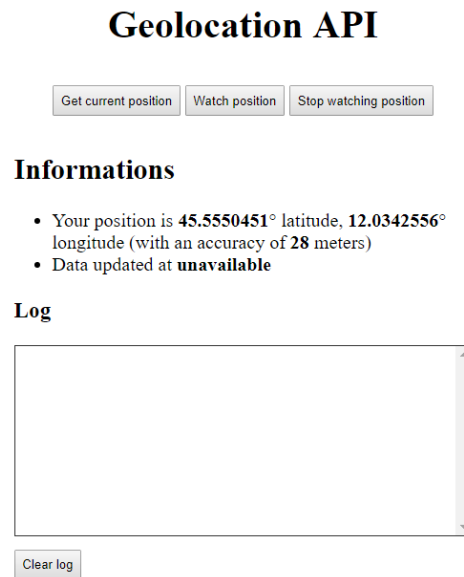 Geolocation API
Get current position Watch position Stop watching position
Informations
• Your position is 45.5550451° latitude, 12.0342556°
longitude (with an accuracy of 28 meters)
• Data updated at unavailable
Log
Clear log